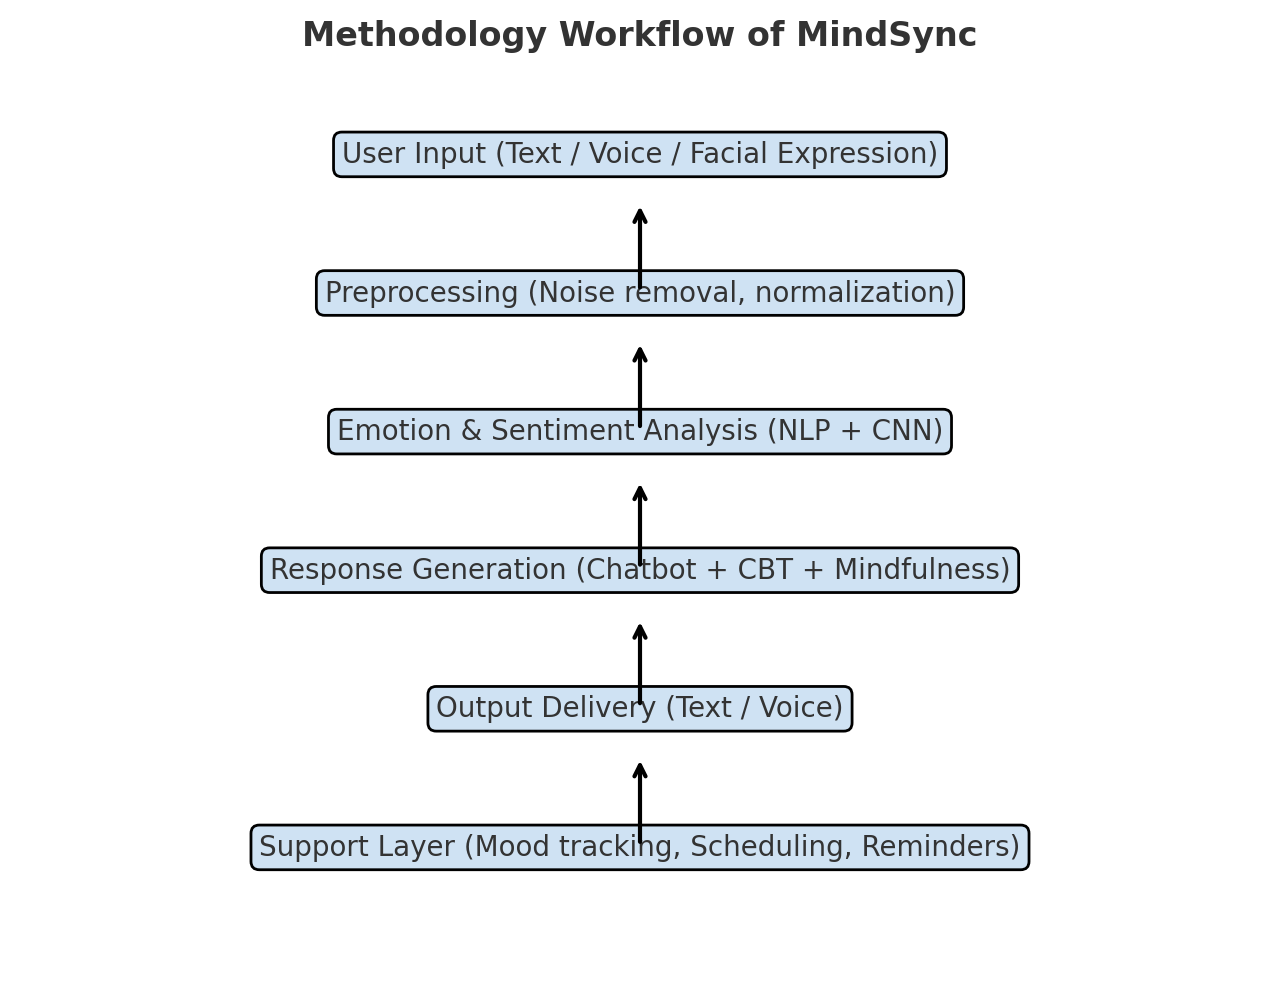 Methodology Workflow of MindSync
User Input (Text / Voice / Facial Expression)
Preprocessing (Noise removal, normalization)
Emotion & Sentiment Analysis (NLP + CNN)
Response Generation (Chatbot + CBT + Mindfulness)
Output Delivery (Text / Voice)
Support Layer (Mood tracking, Scheduling, Reminders)